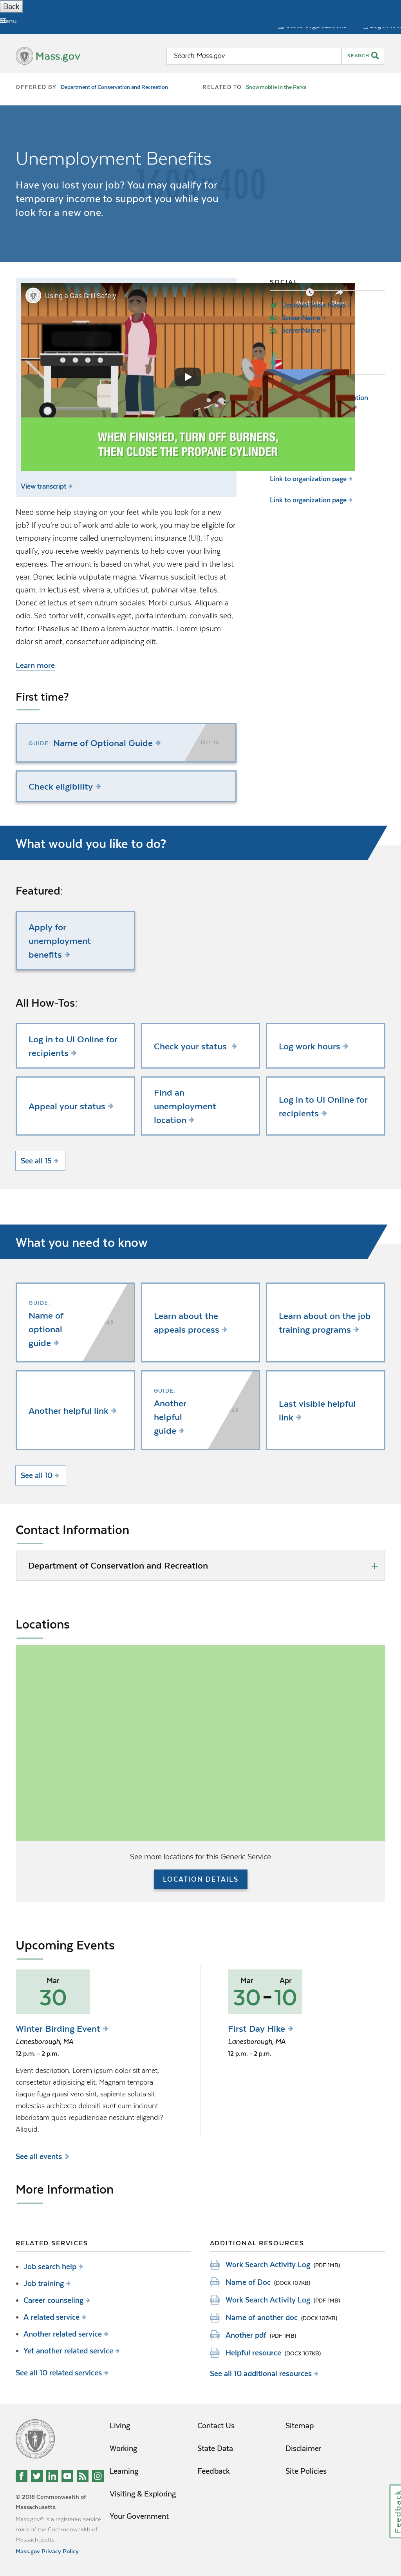 Back
Menu
Mass.gov
Search Mass.gov
SEARCH
OFFERED BY Department of Conservation and Recreation
RELATED TO Snowmobile in the Parks
1600x400
Unemployment Benefits
Have you lost your job? You may qualify for
temporary income to support you while you
look for a new one.
SOCIAL
Using a Gas Grill Safely
Optional Social Media
ScreenName
ScreenName
WHEN FINISHED, TURN OFF BURNERS,
THEN CLOSE THE PROPANE CYLINDER
View transcript
Link to organization page
Link to organization page
Need some help staying on your feet while you look for a new
job? If you’re out of work and able to work, you may be eligible for
temporary income called unemployment insurance (UI). If you
qualify, you receive weekly payments to help cover your living
expenses. The amount is based on what you were paid in the last
year. Donec lacinia vulputate magna. Vivamus suscipit lectus at
quam. In lectus est, viverra a, ultricies ut, pulvinar vitae, tellus.
Donec et lectus et sem rutrum sodales. Morbi cursus. Aliquam a
odio. Sed tortor velit, convallis eget, porta interdum, convallis sed,
tortor. Phasellus ac libero a lorem auctor mattis. Lorem ipsum
dolor sit amet, consectetuer adipiscing elit.
Learn more
First time?
GUIDE: Name of Optional Guide
Check eligibility
What would you like to do?
Featured:
Apply for
unemployment
benefits
All How-Tos:
Log in to UI Online for
recipients
Check your status
Log work hours
Appeal your status
Find an
unemployment
location
Log in to UI Online for
recipients
See all 15
What you need to know
GUIDE:
Name of
optional
guide
Learn about the
appeals process
Learn about on the job
training programs
Another helpful link
GUIDE:
Another
helpful
guide
Last visible helpful
link
See all 10
Contact Information
Department of Conservation and Recreation
Locations
See more locations for this Generic Service
LOCATION DETAILS
Upcoming Events
Mar
30
Winter Birding Event
Lanesborough, MA
12 p.m. - 2 p.m.
Event description. Lorem ipsum dolor sit amet,
consectetur adipisicing elit. Magnam tempora
itaque fuga quasi vero sint, sapiente soluta sit
molestias architecto deleniti sunt eum incidunt
laboriosam quos repudiandae nesciunt eligendi?
Aliquid.
Mar Apr
30-10
First Day Hike
Lanesborough, MA
12 p.m. - 2 p.m.
See all events
More Information
RELATED SERVICES
Job search help
Job training
Career counseling
A related service
Another related service
Yet another related service
See all 10 related services
ADDITIONAL RESOURCES
Work Search Activity Log (PDF 1MB)
Name of Doc (DOCX 107KB)
Work Search Activity Log (PDF 1MB)
Name of another doc (DOCX 107KB)
Another pdf (PDF 1MB)
Helpful resource (DOCX 107KB)
See all 10 additional resources
Living
Working
Learning
Visiting & Exploring
Your Government
Contact Us
State Data
Feedback
Sitemap
Disclaimer
Site Policies
© 2018 Commonwealth of
Massachusetts.
Mass.gov® is a registered service
mark of the Commonwealth of
Massachusetts.
Mass.gov Privacy Policy
Feedback